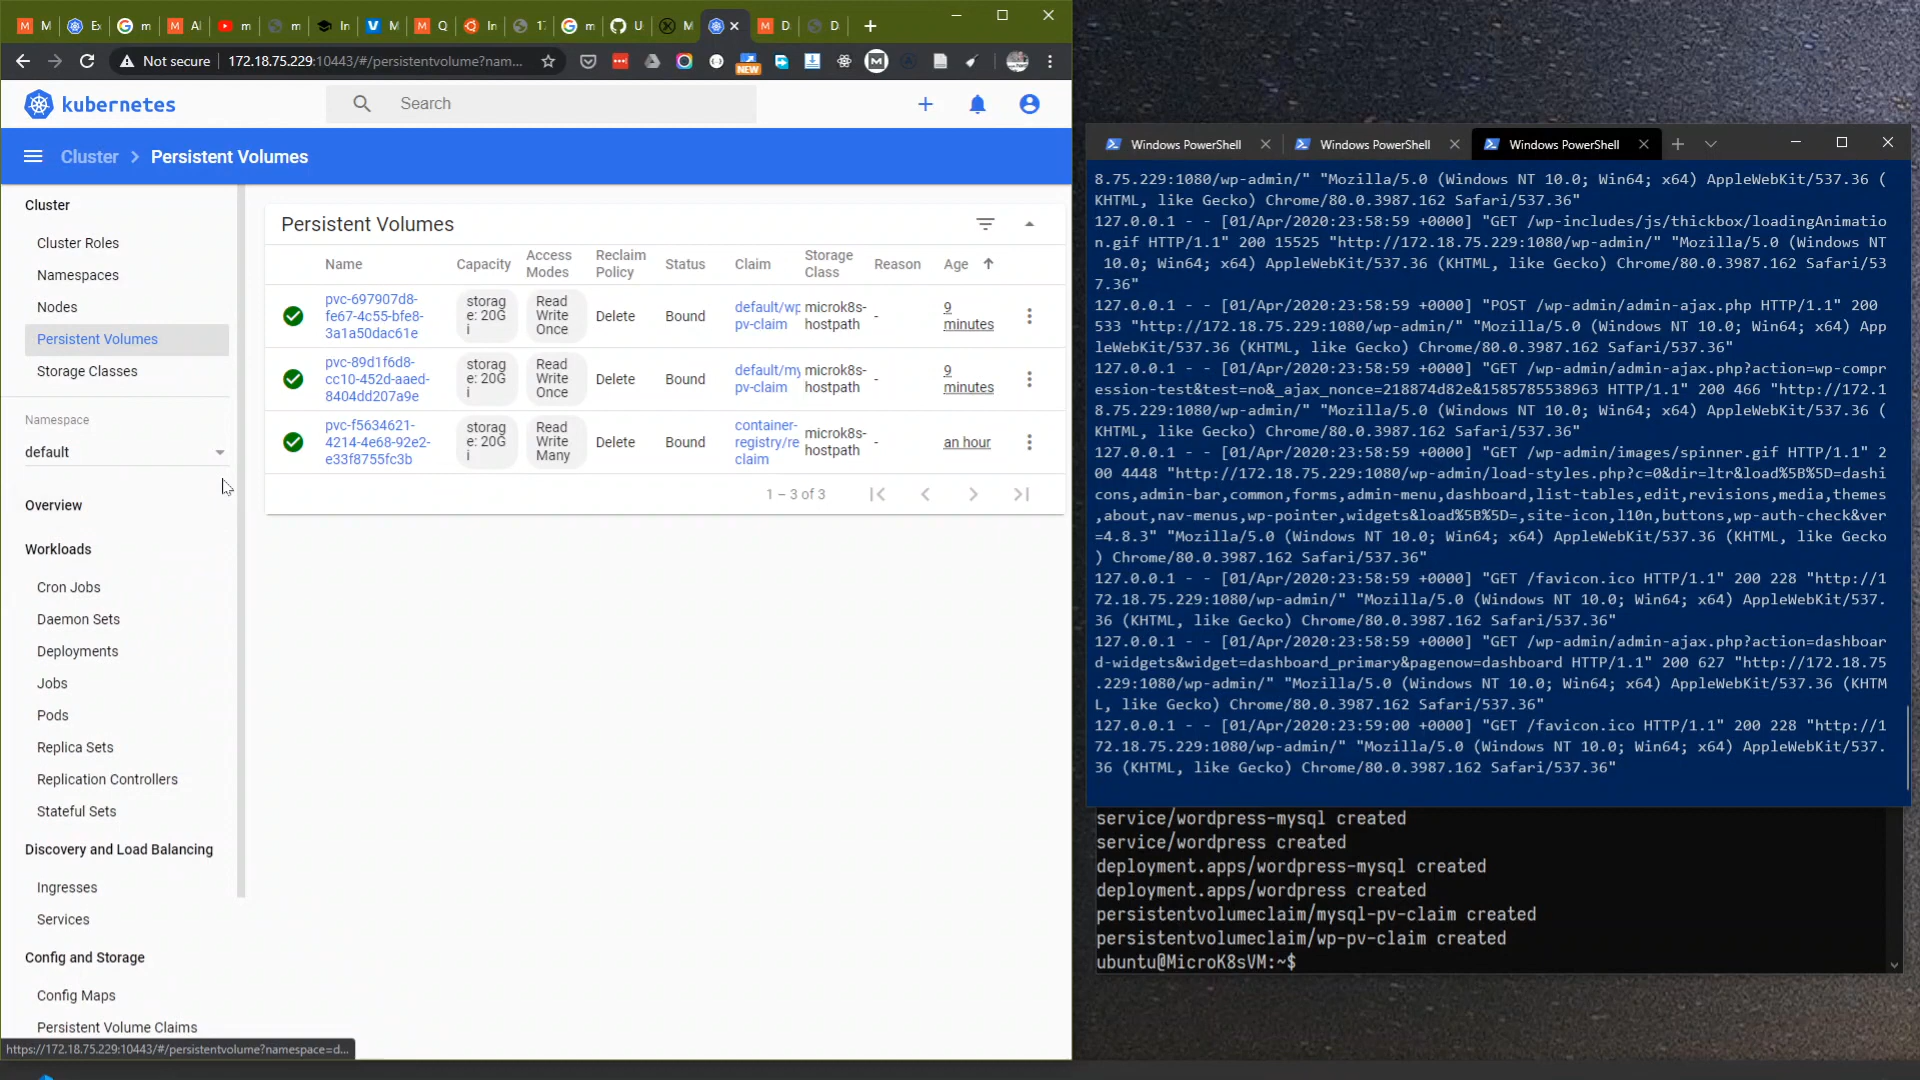 M
Ex
m
Al
m
m
In
M
Q
In
1
m
U
M
D
D
Not secure
172.18.75.229:10443/#/persistentvolume?nam...
NEW
kubernetes
Search
Cluster
Persistent Volumes
Cluster
Cluster Roles
Namespaces
Nodes
Persistent Volumes
Storage Classes
Namespace
default
Overview
Workloads
Cron Jobs
Daemon Sets
Deployments
Jobs
Pods
Replica Sets
Replication Controllers
Stateful Sets
Discovery and Load Balancing
Ingresses
Services
Config and Storage
Config Maps
Persistent Volume Claims
https://172.18.75.229:10443/#/persistentvolume?namespace=d...
Persistent Volumes
Name
Capacity
Access
Modes
Reclaim
Policy
Status
Claim
Storage
Class
Reason
Age
pvc-697907d8-
fe67-4c55-bfe8-
3a1a50dac61e
storag
e: 20G
i
Read
Write
Once
Delete
Bound
default/wp
pv-claim
microk8s-
hostpath
-
9
minutes
pvc-89d1f6d8-
cc10-452d-aaed-
8404dd207a9e
storag
e: 20G
i
Read
Write
Once
Delete
Bound
default/my
pv-claim
microk8s-
hostpath
-
9
minutes
pvc-f5634621-
4214-4e68-92e2-
e33f8755fc3b
storag
e: 20G
i
Read
Write
Many
Delete
Bound
container-
registry/re
claim
microk8s-
hostpath
-
an hour
1 – 3 of 3
Windows PowerShell
Windows PowerShell
Windows PowerShell
8.75.229:1080/wp-admin/" "Mozilla/5.0 (Windows NT 10.0; Win64; x64) AppleWebKit/537.36 (
KHTML, like Gecko) Chrome/80.0.3987.162 Safari/537.36"
127.0.0.1 - - [01/Apr/2020:23:58:59 +0000] "GET /wp-includes/js/thickbox/loadingAnimatio
n.gif HTTP/1.1" 200 15525 "http://172.18.75.229:1080/wp-admin/" "Mozilla/5.0 (Windows NT
10.0; Win64; x64) AppleWebKit/537.36 (KHTML, like Gecko) Chrome/80.0.3987.162 Safari/53
7.36"
127.0.0.1 - - [01/Apr/2020:23:58:59 +0000] "POST /wp-admin/admin-ajax.php HTTP/1.1" 200
533 "http://172.18.75.229:1080/wp-admin/" "Mozilla/5.0 (Windows NT 10.0; Win64; x64) App
leWebKit/537.36 (KHTML, like Gecko) Chrome/80.0.3987.162 Safari/537.36"
127.0.0.1 - - [01/Apr/2020:23:58:59 +0000] "GET /wp-admin/admin-ajax.php?action=wp-compr
ession-test&test=no&_ajax_nonce=218874d82e&1585785538963 HTTP/1.1" 200 466 "http://172.1
8.75.229:1080/wp-admin/" "Mozilla/5.0 (Windows NT 10.0; Win64; x64) AppleWebKit/537.36 (
KHTML, like Gecko) Chrome/80.0.3987.162 Safari/537.36"
127.0.0.1 - - [01/Apr/2020:23:58:59 +0000] "GET /wp-admin/images/spinner.gif HTTP/1.1" 2
00 4448 "http://172.18.75.229:1080/wp-admin/load-styles.php?c=0&dir=ltr&load%5B%5D=dashi
cons,admin-bar,common,forms,admin-menu,dashboard,list-tables,edit,revisions,media,themes
,about,nav-menus,wp-pointer,widgets&load%5B%5D=,site-icon,l10n,buttons,wp-auth-check&ver
=4.8.3" "Mozilla/5.0 (Windows NT 10.0; Win64; x64) AppleWebKit/537.36 (KHTML, like Gecko
) Chrome/80.0.3987.162 Safari/537.36"
127.0.0.1 - - [01/Apr/2020:23:58:59 +0000] "GET /favicon.ico HTTP/1.1" 200 228 "http://1
72.18.75.229:1080/wp-admin/" "Mozilla/5.0 (Windows NT 10.0; Win64; x64) AppleWebKit/537.
36 (KHTML, like Gecko) Chrome/80.0.3987.162 Safari/537.36"
127.0.0.1 - - [01/Apr/2020:23:58:59 +0000] "GET /wp-admin/admin-ajax.php?action=dashboar
d-widgets&widget=dashboard_primary&pagenow=dashboard HTTP/1.1" 200 627 "http://172.18.75
.229:1080/wp-admin/" "Mozilla/5.0 (Windows NT 10.0; Win64; x64) AppleWebKit/537.36 (KHTM
L, like Gecko) Chrome/80.0.3987.162 Safari/537.36"
127.0.0.1 - - [01/Apr/2020:23:59:00 +0000] "GET /favicon.ico HTTP/1.1" 200 228 "http://1
72.18.75.229:1080/wp-admin/" "Mozilla/5.0 (Windows NT 10.0; Win64; x64) AppleWebKit/537.
36 (KHTML, like Gecko) Chrome/80.0.3987.162 Safari/537.36"
service/wordpress-mysql created
service/wordpress created
deployment.apps/wordpress-mysql created
deployment.apps/wordpress created
persistentvolumeclaim/mysql-pv-claim created
persistentvolumeclaim/wp-pv-claim created
ubuntu@MicroK8sVM:~$